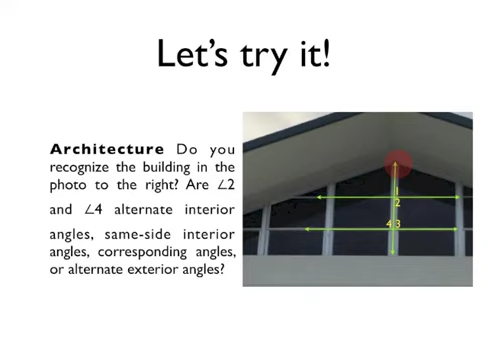 Let's try it!
Architecture Do you
recognize the building in the
photo to the right? Are ∠2
and ∠4 alternate interior
angles, same-side interior
angles, corresponding angles,
or alternate exterior angles?
1
2
4 3